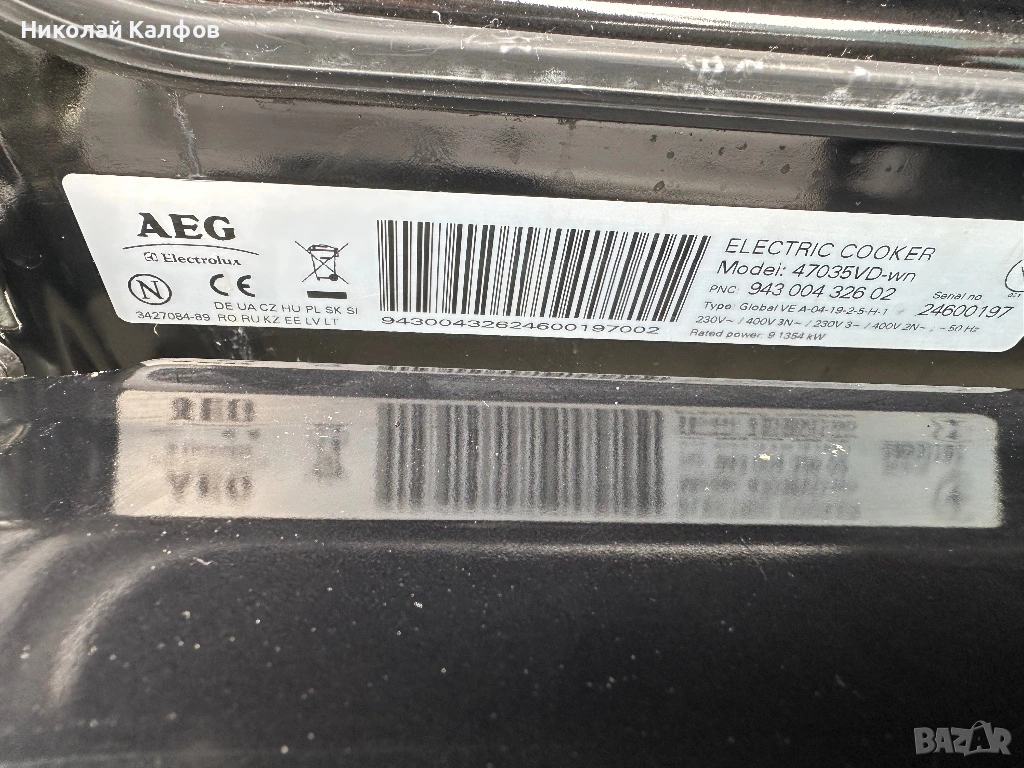 Николай Калфов
AEG
Electrolux
N CE
3427084-89
DE UA CZ HU PL SK SI
RO RU KZ EE LV LT
94300432624600197002
ELECTRIC COOKER
Model: 47035VD-wn
PNC: 943 004 326 02
Serial no
24600197
Type: Global VE A-04-19-2-5-H-1
230V~ / 400V 3N~ / 230V 3~ / 400V 2N~, ~ 50 Hz
Rated power: 9.1354 kW
BAZAR